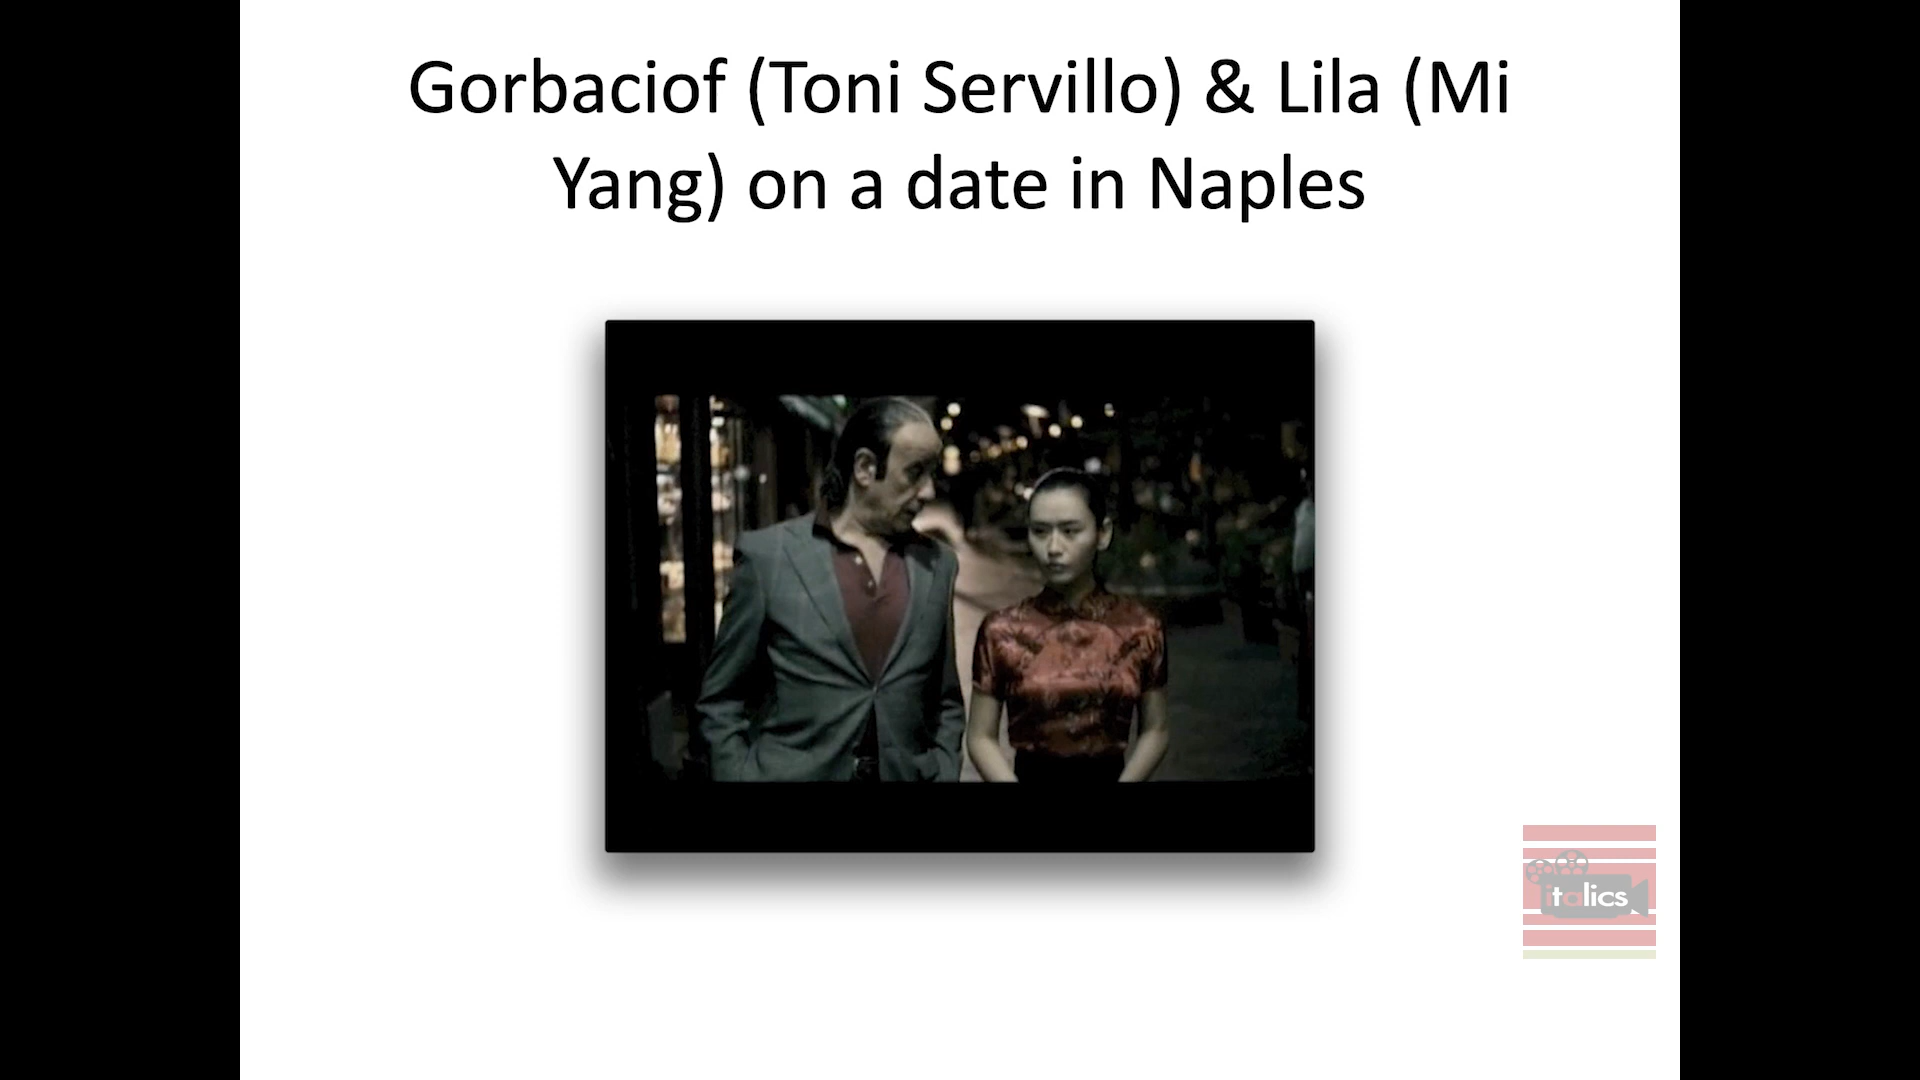 Gorbaciof (Toni Servillo) & Lila (Mi
Yang) on a date in Naples
italics